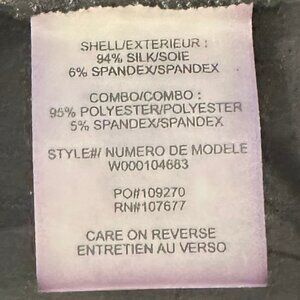 SHELL/EXTERIEUR :
94% SILK/SOIE
6% SPANDEX/SPANDEX
COMBO/COMBO :
95% POLYESTER/POLYESTER
5% SPANDEX/SPANDEX
STYLE#/ NUMERO DE MODELE
W000104683
PO#109270
RN#107677
CARE ON REVERSE
ENTRETIEN AU VERSO